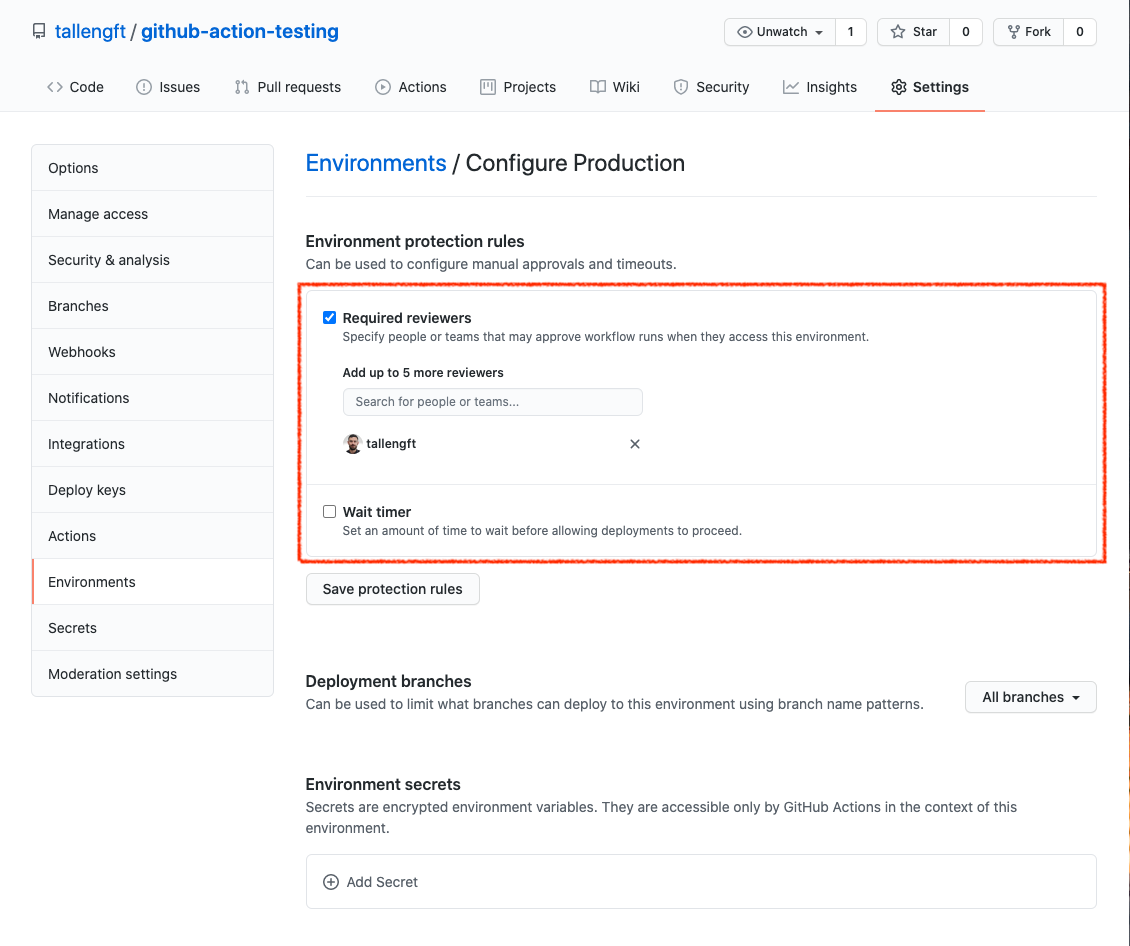 tallengft / github-action-testing
Unwatch 1 Star 0 Fork 0
Code Issues Pull requests Actions Projects Wiki Security Insights Settings
Options
Manage access
Security & analysis
Branches
Webhooks
Notifications
Integrations
Deploy keys
Actions
Environments
Secrets
Moderation settings
Environments / Configure Production
Environment protection rules
Can be used to configure manual approvals and timeouts.
Required reviewers
Specify people or teams that may approve workflow runs when they access this environment.
Add up to 5 more reviewers
Search for people or teams...
tallengft
Wait timer
Set an amount of time to wait before allowing deployments to proceed.
Save protection rules
Deployment branches
Can be used to limit what branches can deploy to this environment using branch name patterns.
All branches
Environment secrets
Secrets are encrypted environment variables. They are accessible only by GitHub Actions in the context of this
environment.
Add Secret